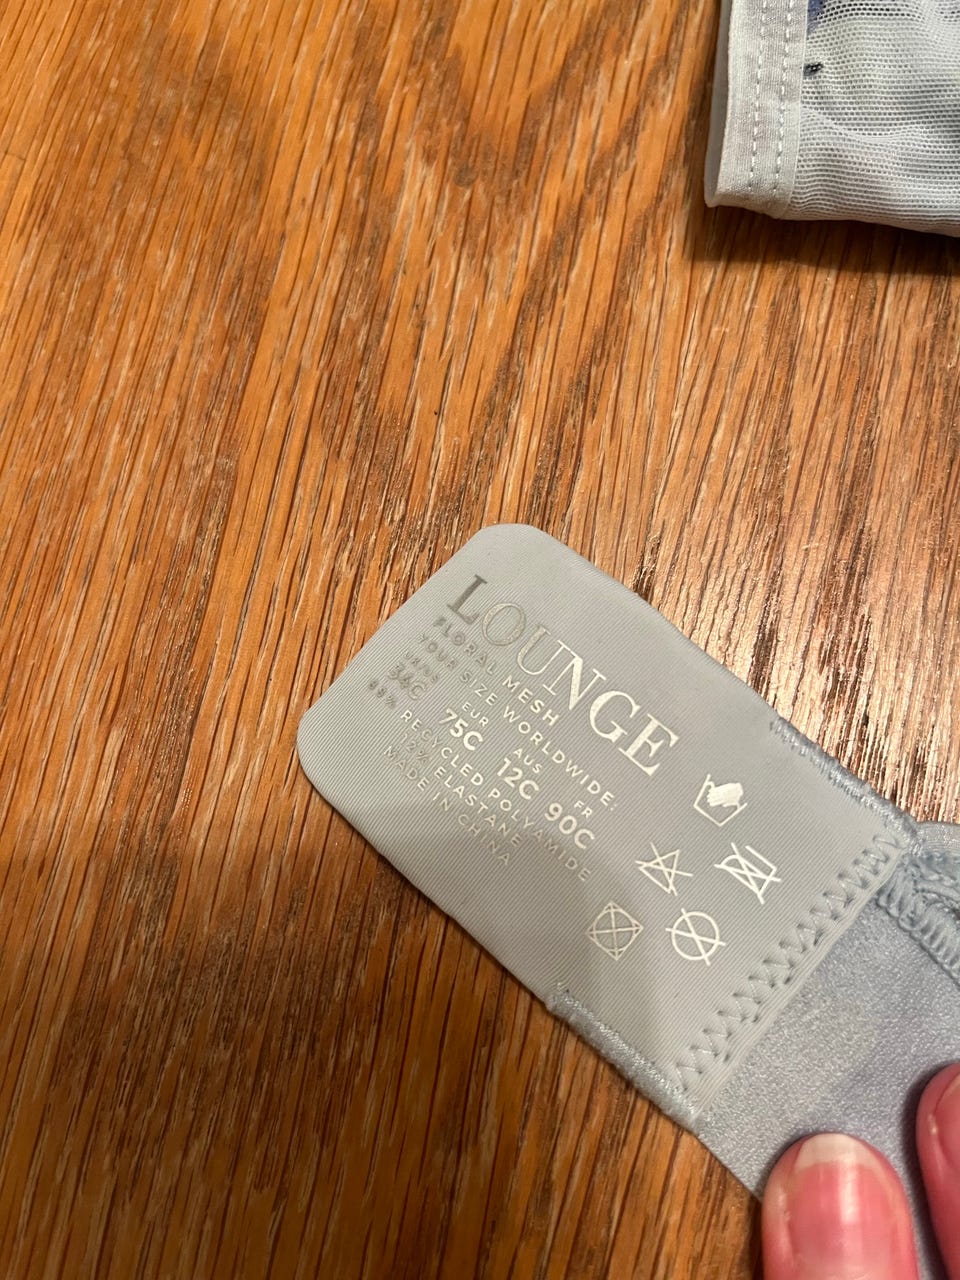 LOUNGE
FLORAL MESH
YOUR SIZE WORLDWIDE:
EUR AUS FR
75C 12C 90C
RECYCLED POLYAMIDE
12% ELASTANE
MADE IN CHINA